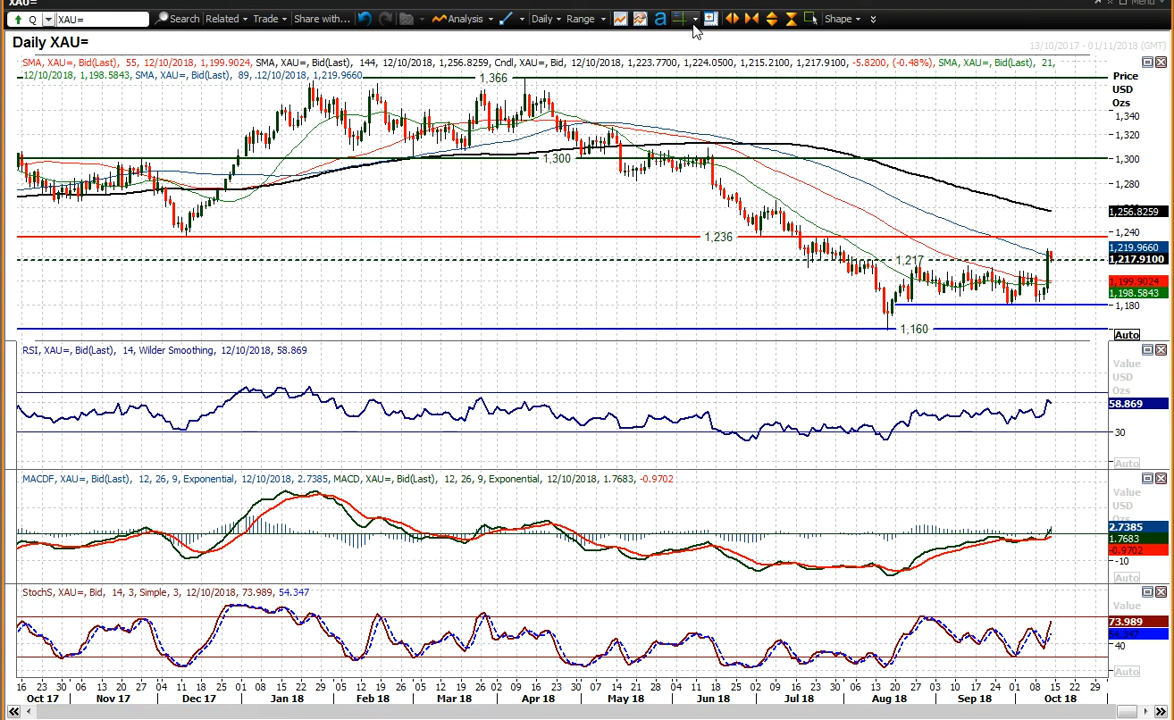 XAU=
Menu
Q XAU= Search Related Trade Share with... Analysis Daily Range a Shape
Daily XAU=
13/10/2017 - 01/11/2018 (GMT)
SMA, XAU=, Bid(Last), 55, 12/10/2018, 1,199.9024, SMA, XAU=, Bid(Last), 144, 12/10/2018, 1,256.8259, Cndl, XAU=, Bid, 12/10/2018, 1,223.7700, 1,224.0500, 1,215.2100, 1,217.9100, -5.8200, (-0.48%), SMA, XAU=, Bid(Last), 21,
12/10/2018, 1,198.5843, SMA, XAU=, Bid(Last), 89, 12/10/2018, 1,219.9660
Price
USD
Ozs
1,366
1,340
1,320
1,300
1,300
1,280
1,256.8259
1,240
1,236
1,219.9660
1,217.9100
1,217
1,199.9024
1,198.5843
1,180
1,160
Auto
RSI, XAU=, Bid(Last), 14, Wilder Smoothing, 12/10/2018, 58.869
Value
USD
Ozs
58.869
30
Auto
MACDF, XAU=, Bid(Last), 12, 26, 9, Exponential, 12/10/2018, 2.7385, MACD, XAU=, Bid(Last), 12, 26, 9, Exponential, 12/10/2018, 1.7683, -0.9702
Value
USD
Ozs
2.7385
1.7683
-0.9702
-10
Auto
StochS, XAU=, Bid, 14, 3, Simple, 3, 12/10/2018, 73.989, 54.347
Value
73.989
54.347
40
Auto
16 23 30 06 13 20 27 04 11 18 27 01 08 15 22 29 05 12 19 26 05 12 19 26 02 09 16 23 30 07 14 21 28 04 11 18 25 02 09 16 23 30 06 13 20 27 03 10 17 24 01 08 15 22 29
Oct 17 Nov 17 Dec 17 Jan 18 Feb 18 Mar 18 Apr 18 May 18 Jun 18 Jul 18 Aug 18 Sep 18 Oct 18